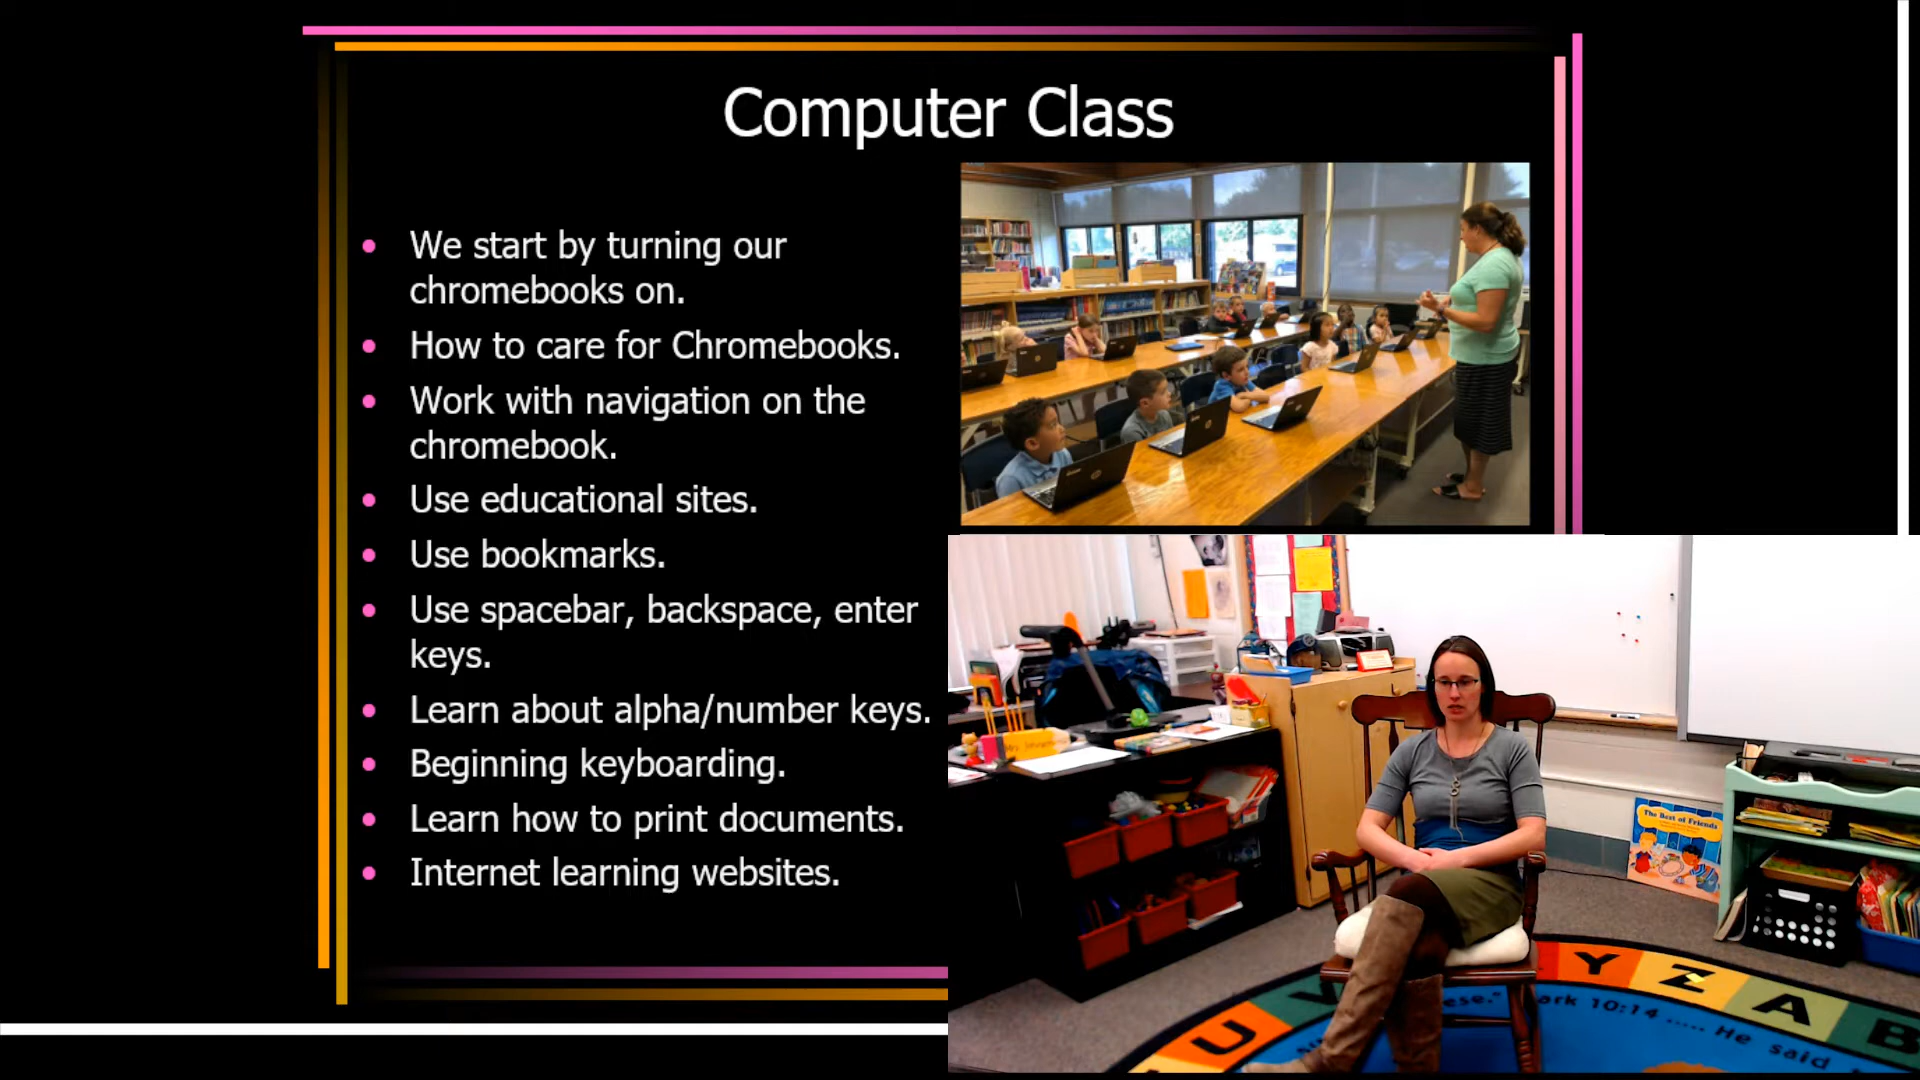 Computer Class
• We start by turning our
chromebooks on.
• How to care for Chromebooks.
• Work with navigation on the
chromebook.
• Use educational sites.
• Use bookmarks.
• Use spacebar, backspace, enter
keys.
• Learn about alpha/number keys.
• Beginning keyboarding.
• Learn how to print documents.
• Internet learning websites.
The Best of Friends
U
Y Z A B
ese." ark 10:14 ..... He said